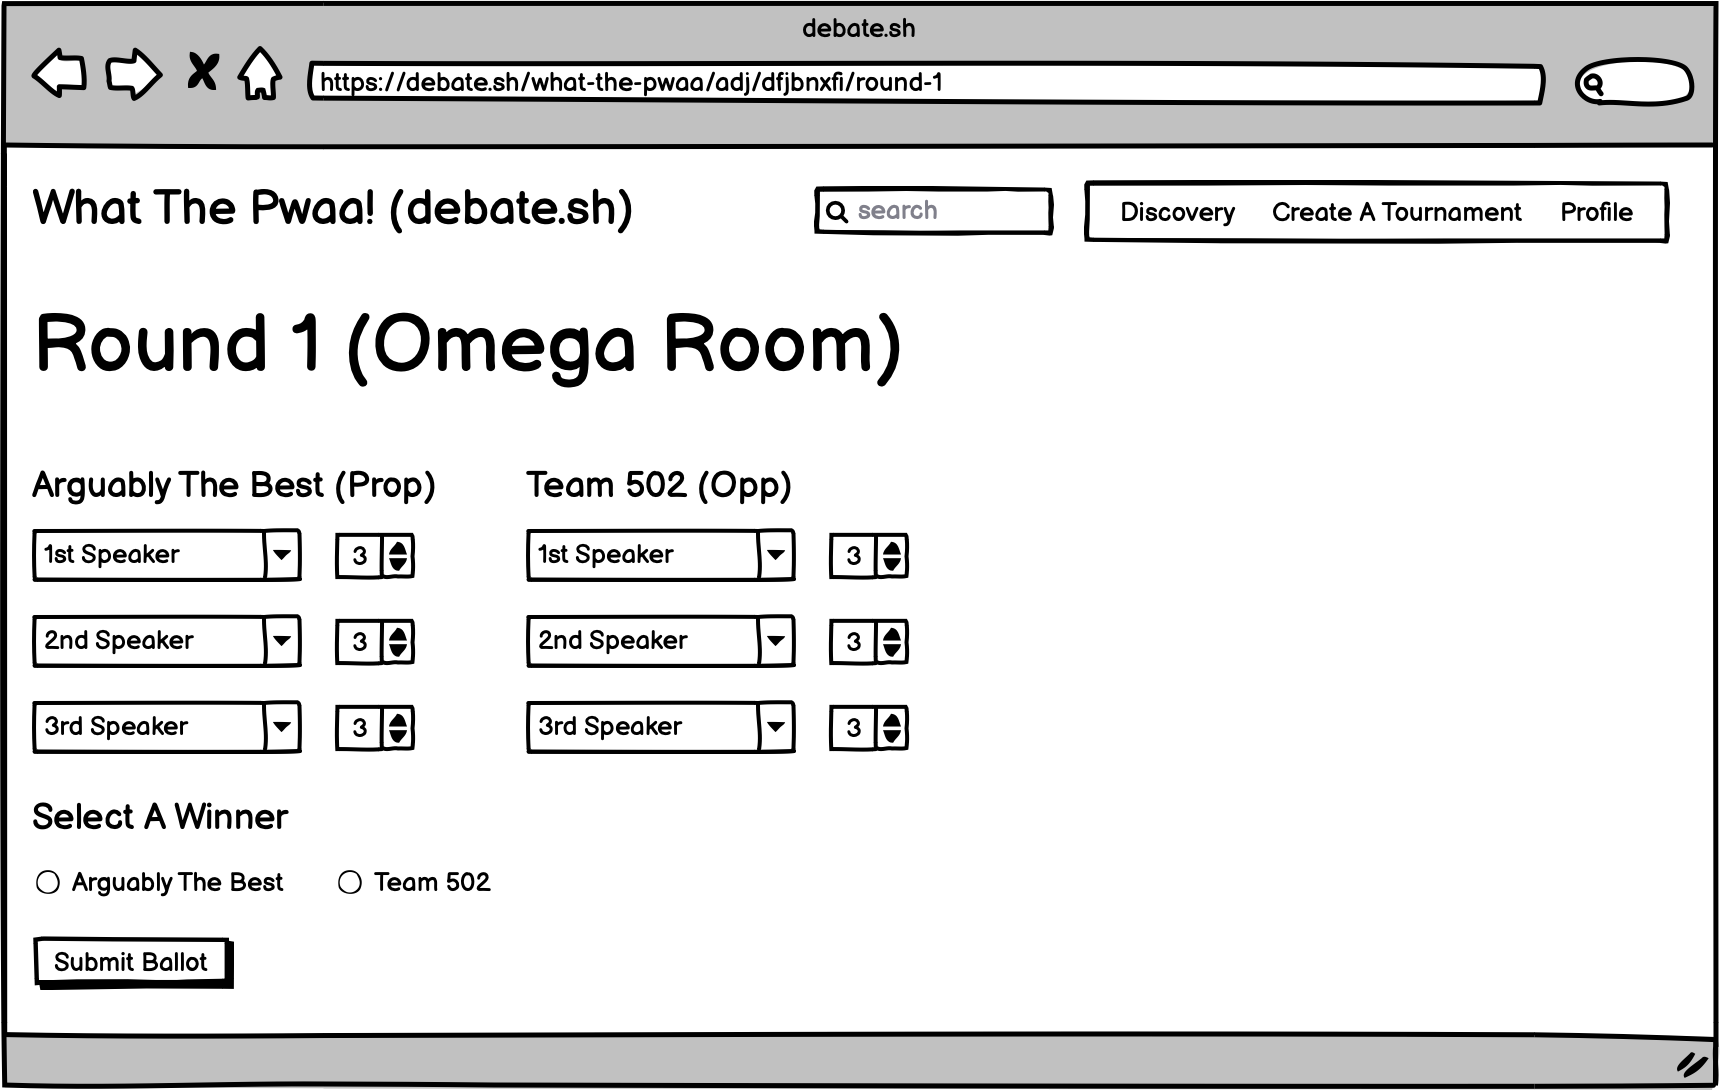 debate.sh
https://debate.sh/what-the-pwaa/adj/dfjbnxfi/round-1
What The Pwaa! (debate.sh)
search
Discovery Create A Tournament Profile
Round 1 (Omega Room)
Arguably The Best (Prop) Team 502 (Opp)
1st Speaker 3 1st Speaker 3
2nd Speaker 3 2nd Speaker 3
3rd Speaker 3 3rd Speaker 3
Select A Winner
Arguably The Best Team 502
Submit Ballot